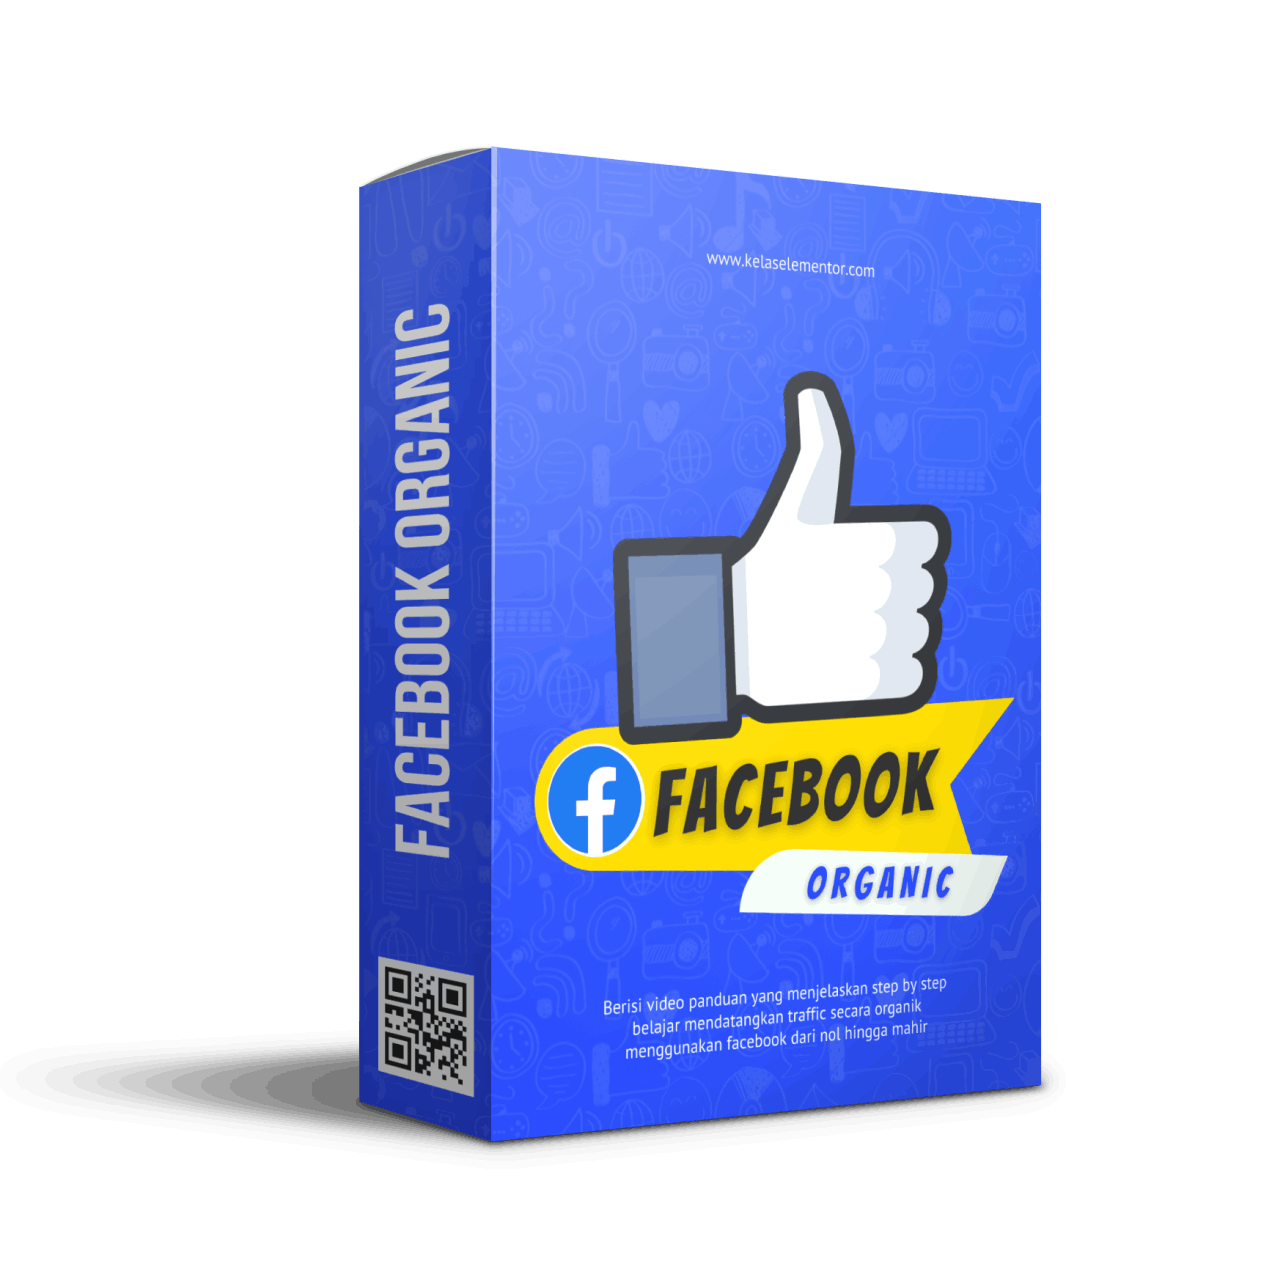 FACEBOOK ORGANIC
www.kelaselementor.com
FACEBOOK
ORGANIC
Berisi video panduan yang menjelaskan step by step
belajar mendatangkan traffic secara organik
menggunakan facebook dari nol hingga mahir